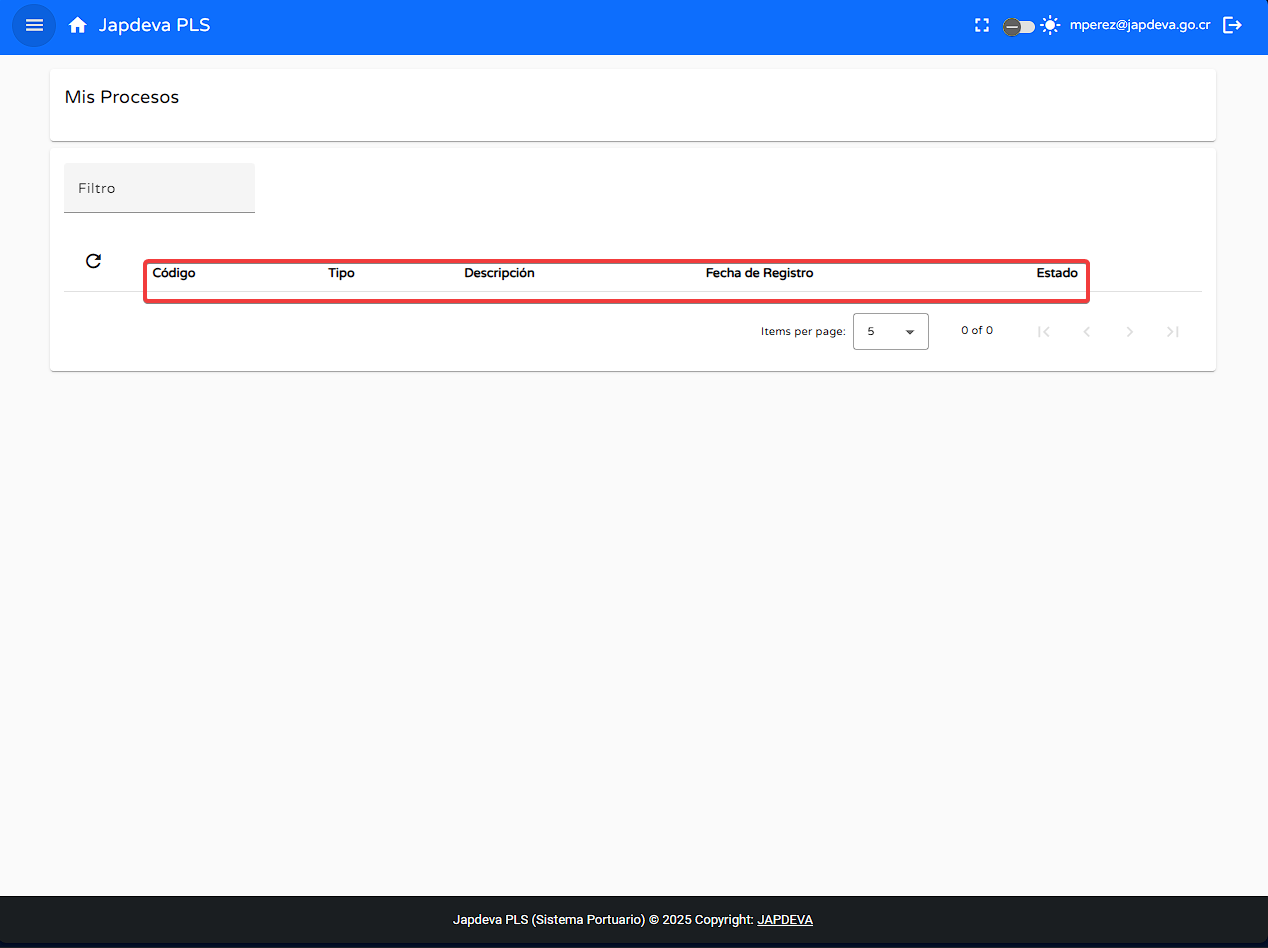 Japdeva PLS
mperez@japdeva.go.cr
Mis Procesos
Filtro
Código Tipo Descripción Fecha de Registro Estado
Items per page: 5 0 of 0
Japdeva PLS (Sistema Portuario) © 2025 Copyright: JAPDEVA